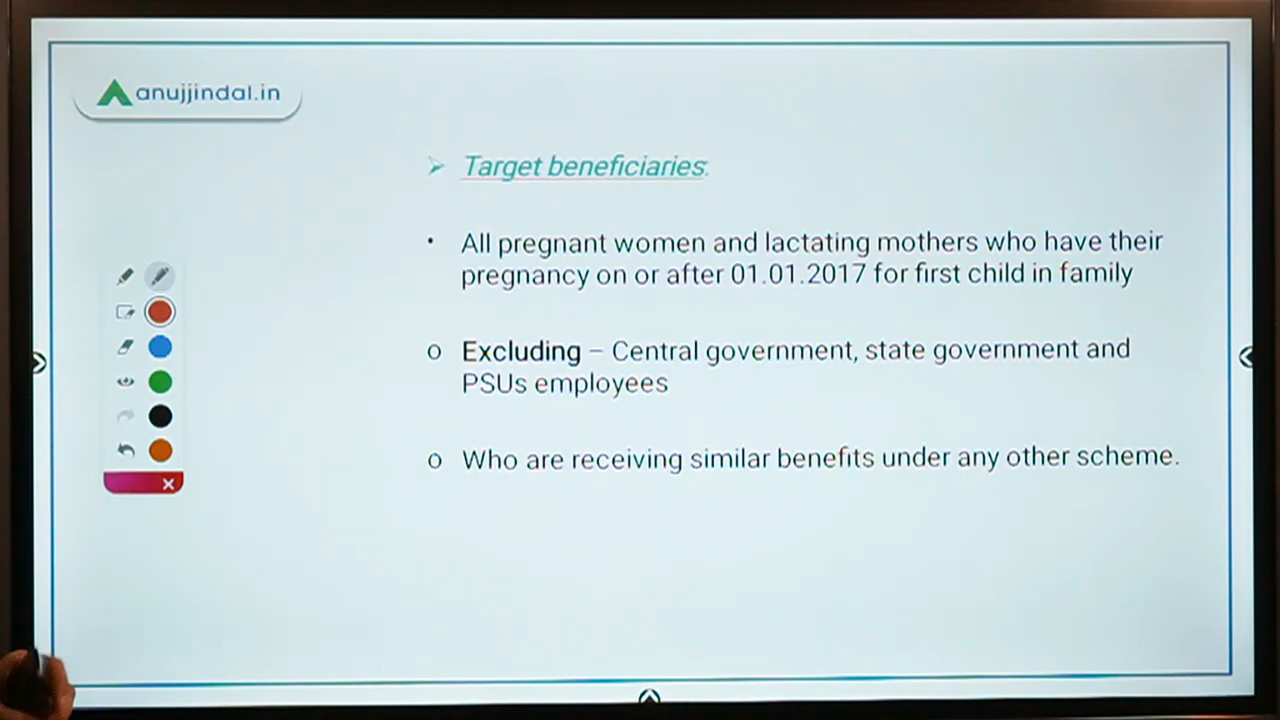 anujjindal.in
➢ Target beneficiaries:
• All pregnant women and lactating mothers who have their
pregnancy on or after 01.01.2017 for first child in family
o Excluding – Central government, state government and
PSUs employees
o Who are receiving similar benefits under any other scheme.